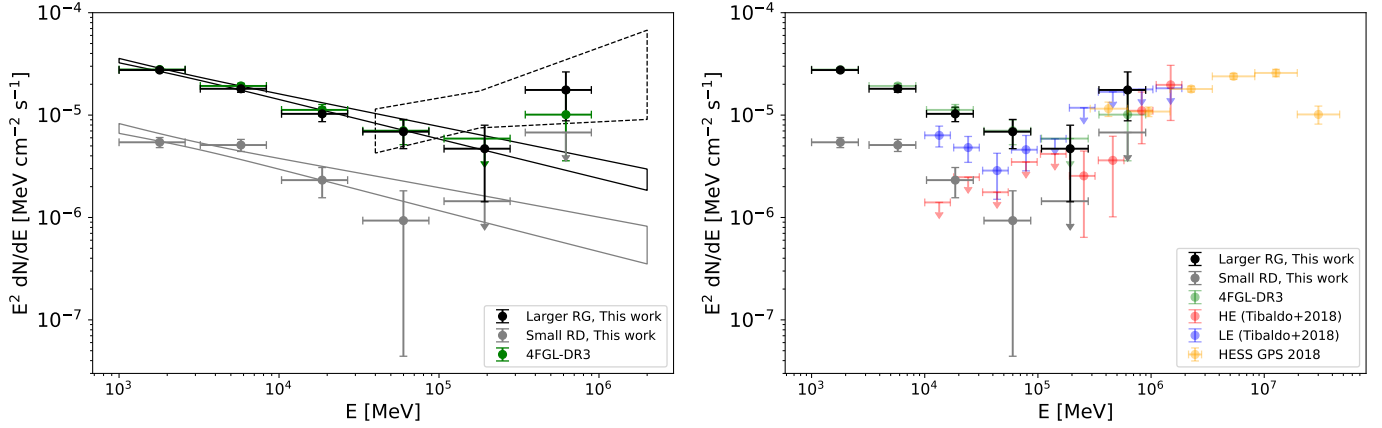 10⁻⁴
10⁻⁵
10⁻⁶
10⁻⁷
E² dN/dE [MeV cm⁻² s⁻¹]
Larger RG, This work
Small RD, This work
4FGL-DR3
10³ 10⁴ 10⁵ 10⁶
E [MeV]
10⁻⁴
10⁻⁵
10⁻⁶
10⁻⁷
E² dN/dE [MeV cm⁻² s⁻¹]
Larger RG, This work
Small RD, This work
4FGL-DR3
HE (Tibaldo+2018)
LE (Tibaldo+2018)
HESS GPS 2018
10³ 10⁴ 10⁵ 10⁶ 10⁷
E [MeV]